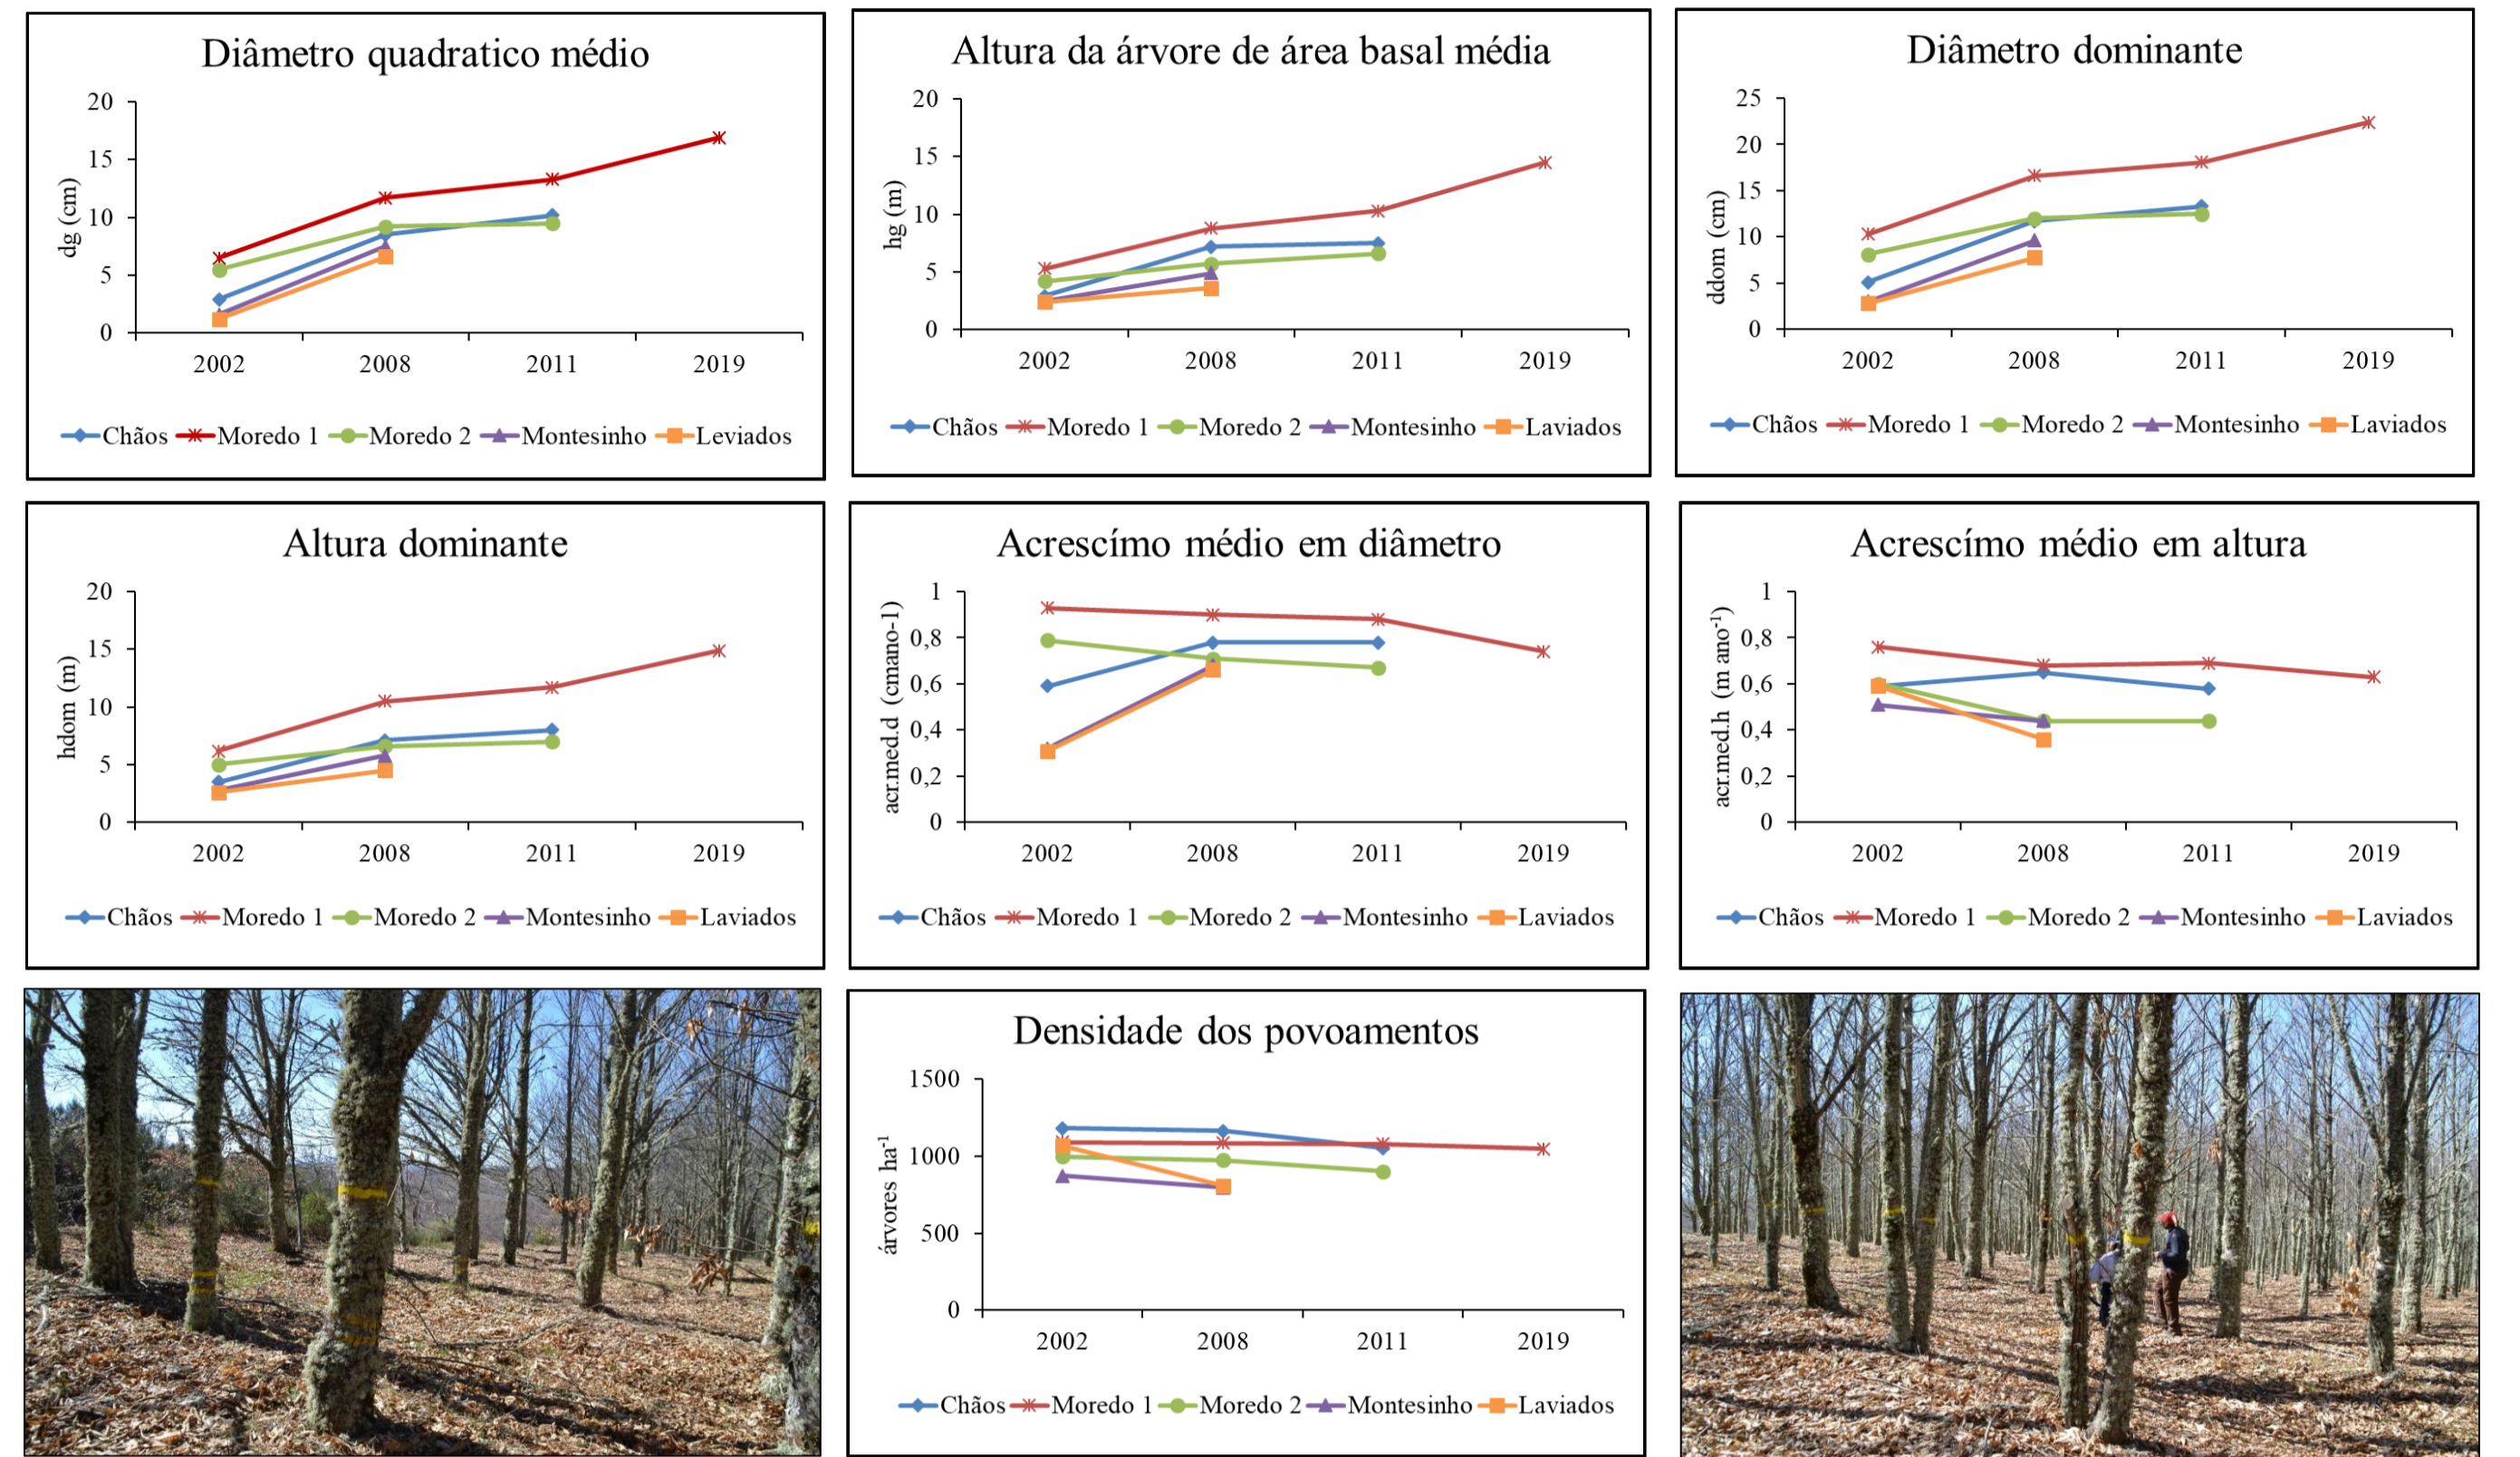 Diâmetro quadratico médio
20
15
10
5
0
dg (cm)
2002 2008 2011 2019
Chãos Moredo 1 Moredo 2 Montesinho Leviados
Altura da árvore de área basal média
20
15
10
5
0
hg (m)
2002 2008 2011 2019
Chãos Moredo 1 Moredo 2 Montesinho Laviados
Diâmetro dominante
25
20
15
10
5
0
ddom (cm)
2002 2008 2011 2019
Chãos Moredo 1 Moredo 2 Montesinho Laviados
Altura dominante
20
15
10
5
0
hdom (m)
2002 2008 2011 2019
Chãos Moredo 1 Moredo 2 Montesinho Laviados
Acrescímo médio em diâmetro
1
0,8
0,6
0,4
0,2
0
acr.med.d (cmano-1)
2002 2008 2011 2019
Chãos Moredo 1 Moredo 2 Montesinho Laviados
Acrescímo médio em altura
1
0,8
0,6
0,4
0,2
0
acr.med.h (m ano⁻¹)
2002 2008 2011 2019
Chãos Moredo 1 Moredo 2 Montesinho Laviados
Densidade dos povoamentos
1500
1000
500
0
árvores ha⁻¹
2002 2008 2011 2019
Chãos Moredo 1 Moredo 2 Montesinho Laviados